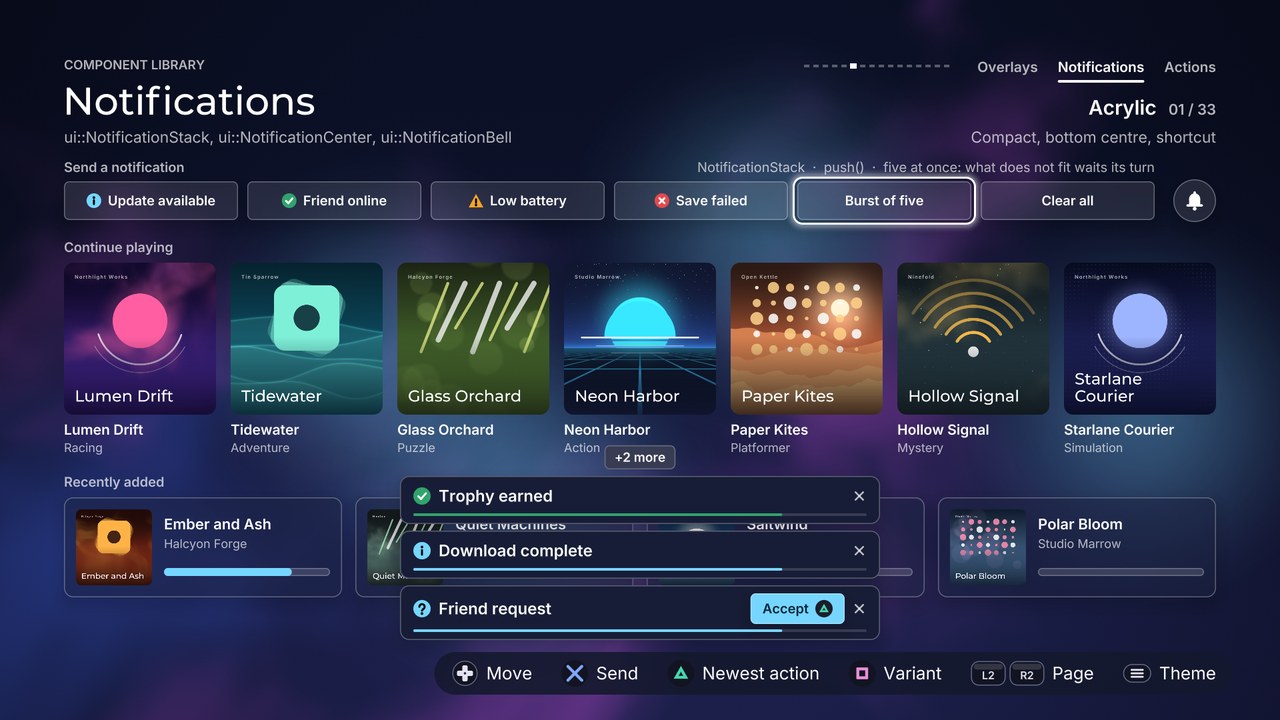 COMPONENT LIBRARY
Overlays
Notifications
Actions
Notifications
Acrylic 01 / 33
ui::NotificationStack, ui::NotificationCenter, ui::NotificationBell
Compact, bottom centre, shortcut
Send a notification
NotificationStack · push() · five at once: what does not fit waits its turn
Update available
Friend online
Low battery
Save failed
Burst of five
Clear all
Continue playing
Northlight Works
Lumen Drift
Lumen Drift
Racing
Tin Sparrow
Tidewater
Tidewater
Adventure
Halcyon Forge
Glass Orchard
Glass Orchard
Puzzle
Studio Marrow
Neon Harbor
Neon Harbor
Action
Open Kettle
Paper Kites
Paper Kites
Platformer
Ninefold
Hollow Signal
Hollow Signal
Mystery
Northlight Works
Starlane
Courier
Starlane Courier
Simulation
+2 more
Recently added
Ember and Ash
Ember and Ash
Halcyon Forge
Quiet Machines
Quiet
Saltwind
Polar Bloom
Polar Bloom
Studio Marrow
Trophy earned
Download complete
Friend request
Accept
Move
Send
Newest action
Variant
L2 R2 Page
Theme